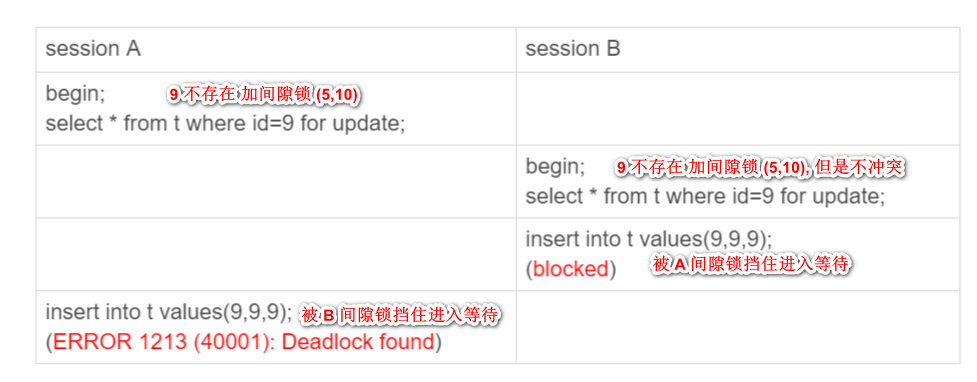 session A
session B
begin; 9 不存在 加间隙锁 (5,10)
select * from t where id=9 for update;
begin; 9 不存在 加间隙锁 (5,10), 但是不冲突
select * from t where id=9 for update;
insert into t values(9,9,9);
(blocked) 被 A 间隙锁挡住进入等待
insert into t values(9,9,9); 被 B 间隙锁挡住进入等待
(ERROR 1213 (40001): Deadlock found)